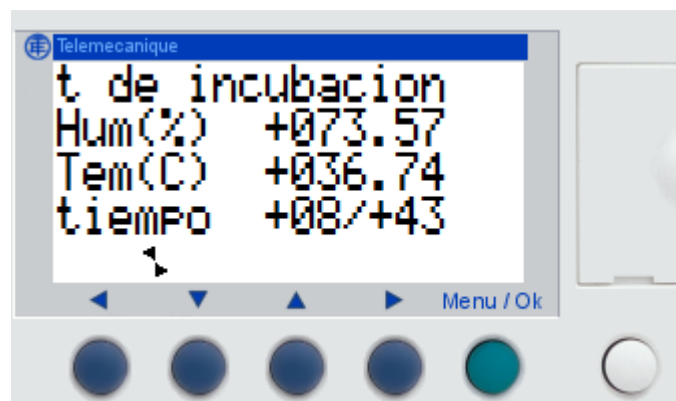 Telemecanique
t de incubacion
Hum(%) +073.57
Tem(C) +036.74
tiempo +08/+43
Menu / Ok